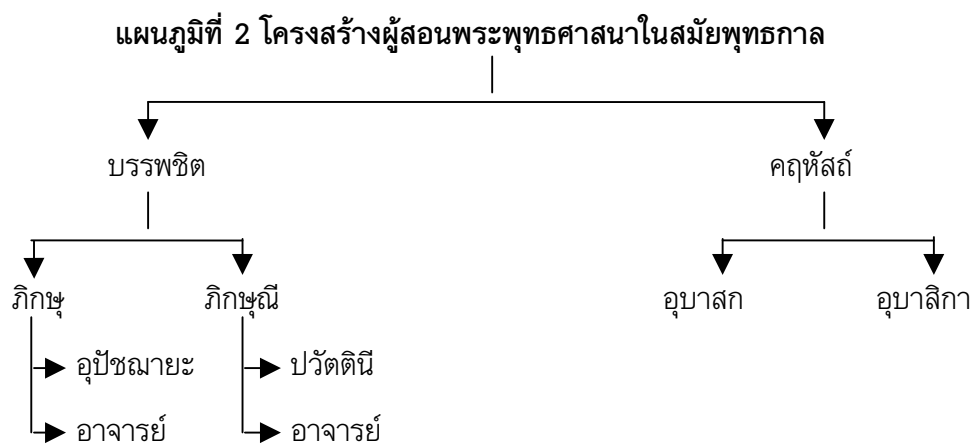 แผนภูมิที่ 2 โครงสร้างผู้สอนพระพุทธศาสนาในสมัยพุทธกาล
บรรพชิต คฤหัสถ์
ภิกษุ ภิกษุณี อุบาสก อุบาสิกา
อุปัชฌายะ ปวัตตินี
อาจารย์ อาจารย์